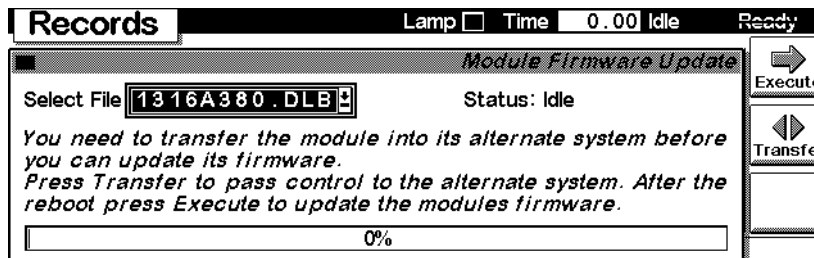 Records Lamp Time 0.00 Idle Ready
Module Firmware Update
Select File 1316A380.DLB Status: Idle
Execute
You need to transfer the module into its alternate system before
you can update its firmware.
Transfe
Press Transfer to pass control to the alternate system. After the
reboot press Execute to update the modules firmware.
0%